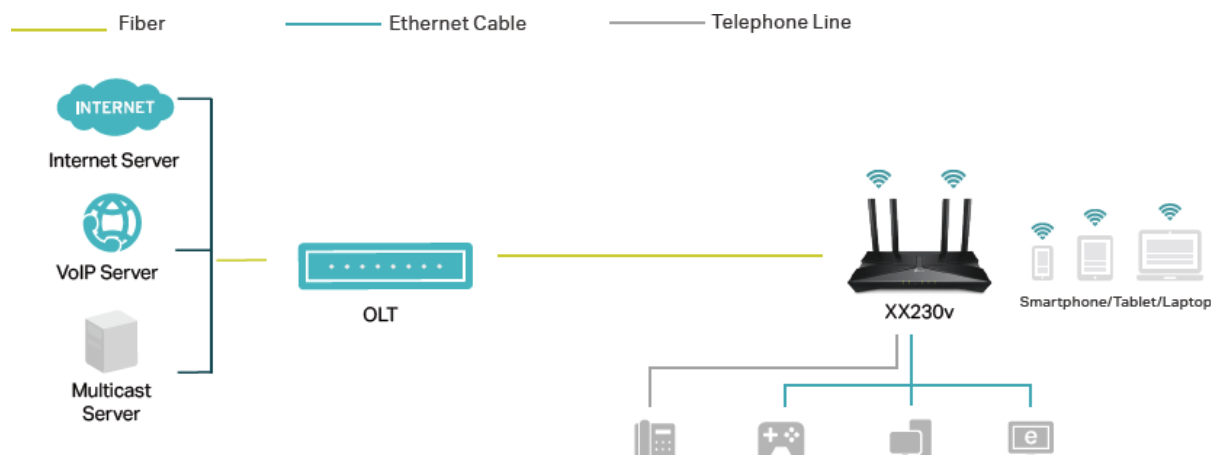 Fiber
Ethernet Cable
Telephone Line
INTERNET
Internet Server
VoIP Server
Multicast
Server
OLT
XX230v
Smartphone/Tablet/Laptop
e